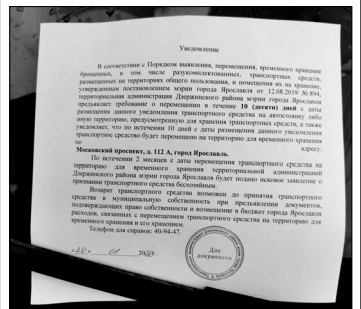 Уведомление
В соответствии с Порядком выявления, перемещения, временного хранения
брошенных, в том числе разукомплектованных, транспортных средств,
размещенных на территориях общего пользования, и помещения их на хранение,
утвержденным постановлением мэрии города Ярославля от 12.08.2019 № 894,
территориальная администрация Дзержинского района мэрии города Ярославля
предъявляет требование о перемещении в течение 10 (десяти) дней с даты
размещения данного уведомления транспортного средства на автостоянку либо
иную территорию, предусмотренную для хранения транспортных средств, а также
уведомляет, что по истечении 10 дней с даты размещения данного уведомления
транспортное средство будет перемещено на территорию для временного хранения
по адресу:
Московский проспект, д. 112 А, город Ярославль.
По истечении 2 месяцев с даты перемещения транспортного средства на
территорию для временного хранения территориальной администрацией
Дзержинского района мэрии города Ярославля будет подано исковое заявление о
признании транспортного средства бесхозяйным.
Возврат транспортного средства возможен до принятия транспортного
средства в муниципальную собственность при предъявлении документов,
подтверждающих право собственности и возмещение в бюджет города Ярославля
расходов, связанных с перемещением транспортного средства на территорию для
временного хранения и его хранением.
Телефон для справок: 40-94-47.
Для
документов